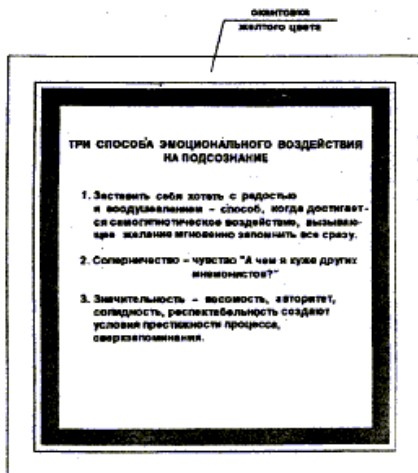 окантовка
желтого цвета
ТРИ СПОСОБА ЭМОЦИОНАЛЬНОГО ВОЗДЕЙСТВИЯ
НА ПОДСОЗНАНИЕ
1. Заставить себя хотеть с радостью
и воодушевлением – способ, когда достигает-
ся самогипнотическое воздействие, вызываю-
щее желание мгновенно запомнить все сразу.
2. Соперничество – чувство "А чем я хуже других
мнемонистов?"
3. Значительность – весомость, авторитет,
солидность, респектабельность создают
условия престижности процесса,
сверхзапоминания.